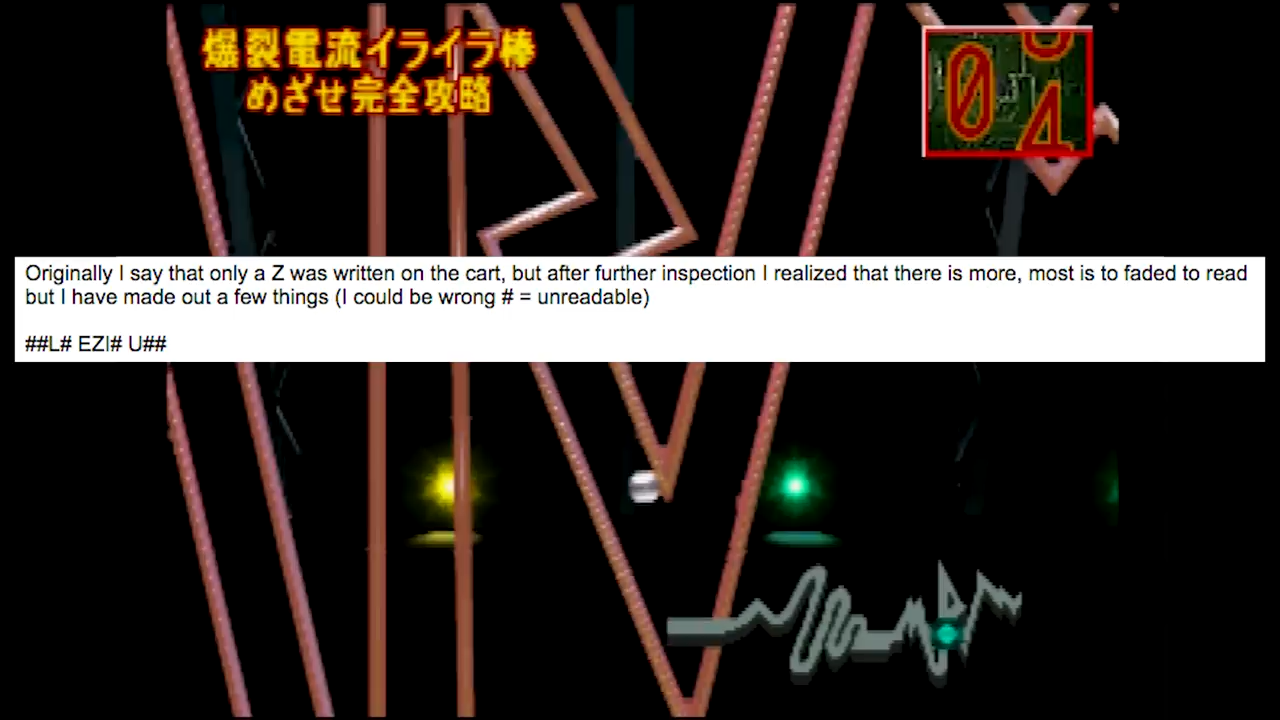 爆裂電流イライラ棒
めざせ完全攻略
04
Originally I say that only a Z was written on the cart, but after further inspection I realized that there is more, most is to faded to read
but I have made out a few things (I could be wrong # = unreadable)
##L# EZI# U##